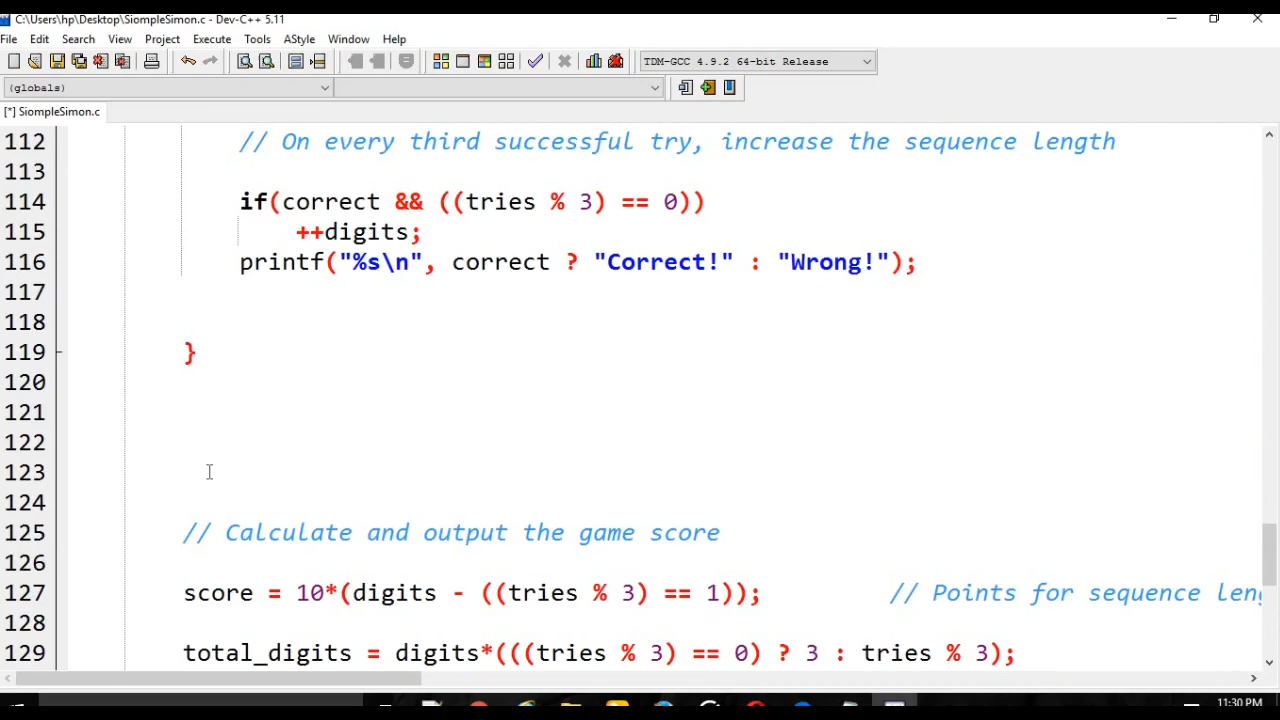 C:\Users\hp\Desktop\SiompleSimon.c - Dev-C++ 5.11
File Edit Search View Project Execute Tools AStyle Window Help
TDM-GCC 4.9.2 64-bit Release
(globals)
[*] SiompleSimon.c
112 // On every third successful try, increase the sequence length
113
114 if(correct && ((tries % 3) == 0))
115 ++digits;
116 printf("%s\n", correct ? "Correct!" : "Wrong!");
117
118
119 }
120
121
122
123
124
125 // Calculate and output the game score
126
127 score = 10*(digits - ((tries % 3) == 1)); // Points for sequence leng
128
129 total_digits = digits*(((tries % 3) == 0) ? 3 : tries % 3);
11:30 PM